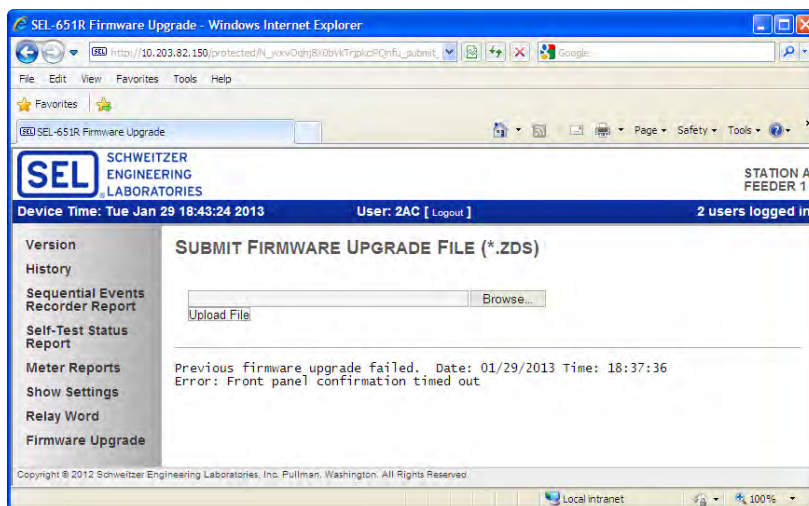 SEL-651R Firmware Upgrade - Windows Internet Explorer
Google
File Edit View Favorites Tools Help
Favorites
SEL SEL-651R Firmware Upgrade
Page Safety Tools
SEL
SCHWEITZER
ENGINEERING
LABORATORIES
STATION A
FEEDER 1
Device Time: Tue Jan 29 18:43:24 2013 User: 2AC [ Logout ] 2 users logged in
Version
History
Sequential Events
Recorder Report
Self-Test Status
Report
Meter Reports
Show Settings
Relay Word
Firmware Upgrade
SUBMIT FIRMWARE UPGRADE FILE (*.ZDS)
Browse...
Upload File
Previous firmware upgrade failed. Date: 01/29/2013 Time: 18:37:36
Error: Front panel confirmation timed out
Copyright © 2012 Schweitzer Engineering Laboratories, Inc. Pullman, Washington. All Rights Reserved.
Local intranet 100%